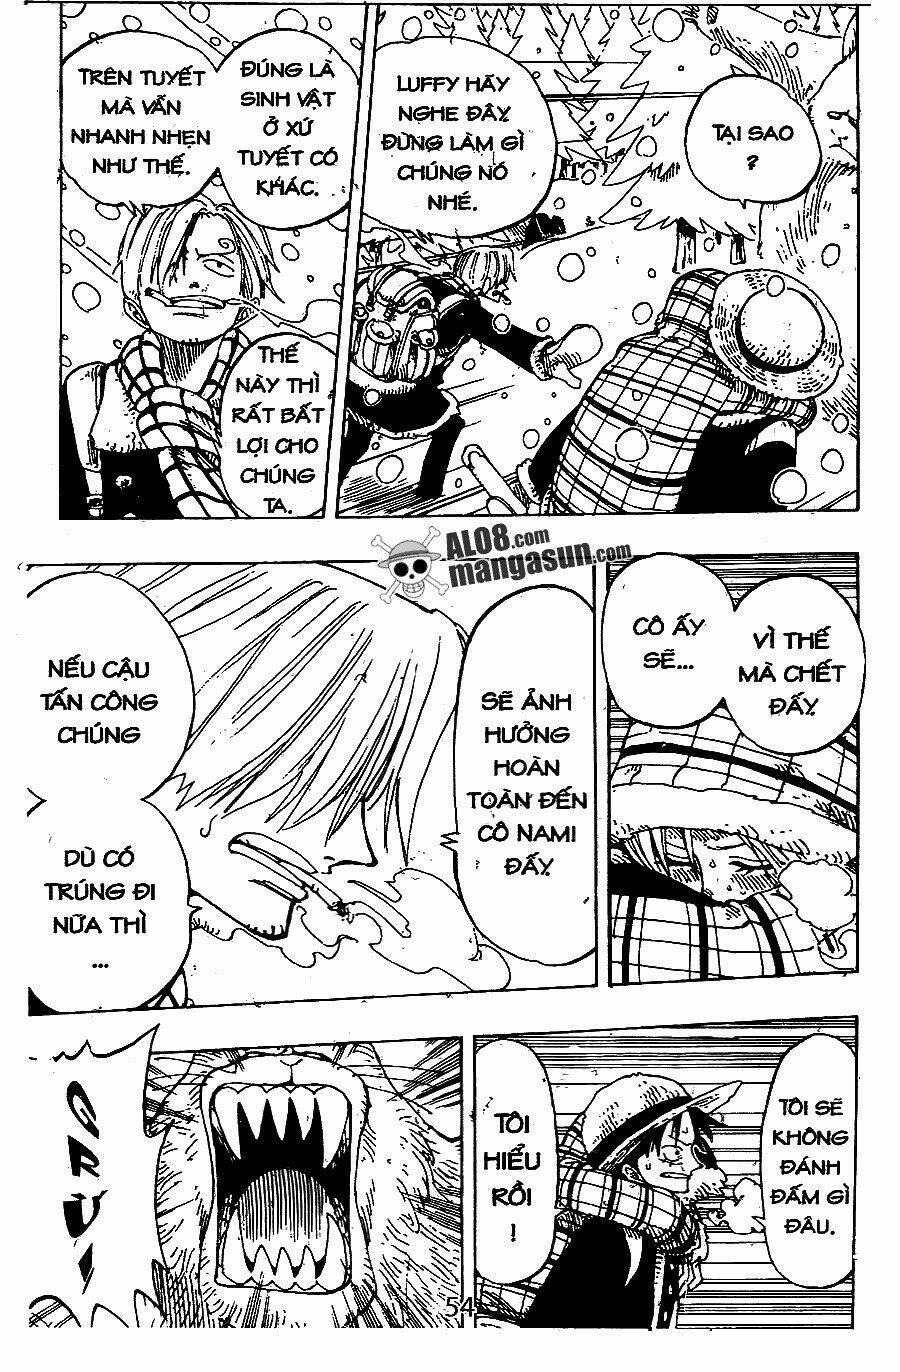 TẠI SAO
?
LUFFY HÃY
NGHE ĐÂY.
ĐỪNG LÀM GÌ
CHÚNG NÓ
NHÉ.
ĐÚNG LÀ
SINH VẬT
Ở XỨ
TUYẾT CÓ
KHÁC.
TRÊN TUYẾT
MÀ VẪN
NHANH NHẸN
NHƯ THẾ.
THẾ
NÀY THÌ
RẤT BẤT
LỢI CHO
CHÚNG
TA.
ALO8.com
mangasun.com
VÌ THẾ
MÀ CHẾT
ĐẤY.
CÔ ẤY
SẼ...
SẼ ẢNH
HƯỞNG
HOÀN
TOÀN ĐẾN
CÔ NAMI
ĐẤY.
NẾU CẬU
TẤN CÔNG
CHÚNG
DÙ CÓ
TRÚNG ĐI
NỮA THÌ
...
TÔI SẼ
KHÔNG
ĐÁNH
ĐẤM GÌ
ĐÂU.
TÔI
HIỂU
RỒI
!
54